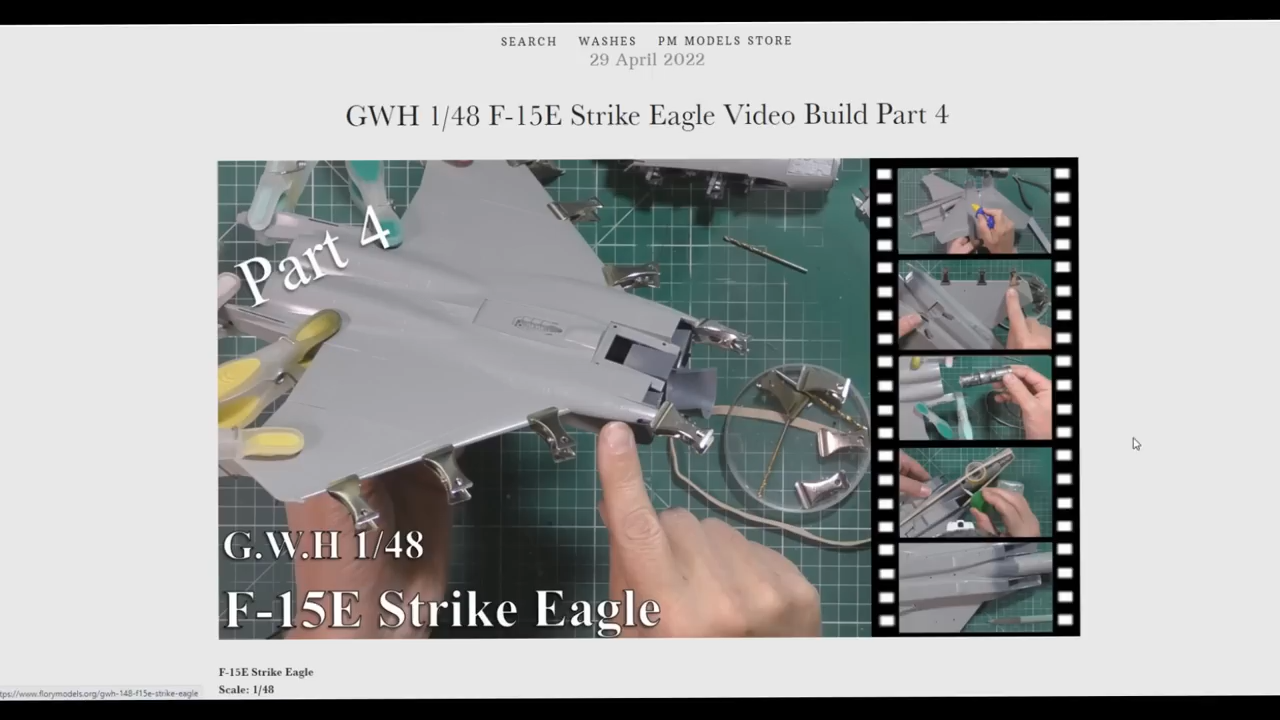 SEARCH WASHES PM MODELS STORE
29 April 2022
GWH 1/48 F-15E Strike Eagle Video Build Part 4
Part 4
G.W.H 1/48
F-15E Strike Eagle
F-15E Strike Eagle
Scale: 1/48
tps://www.florymodels.org/gwh-148-f15e-strike-eagle